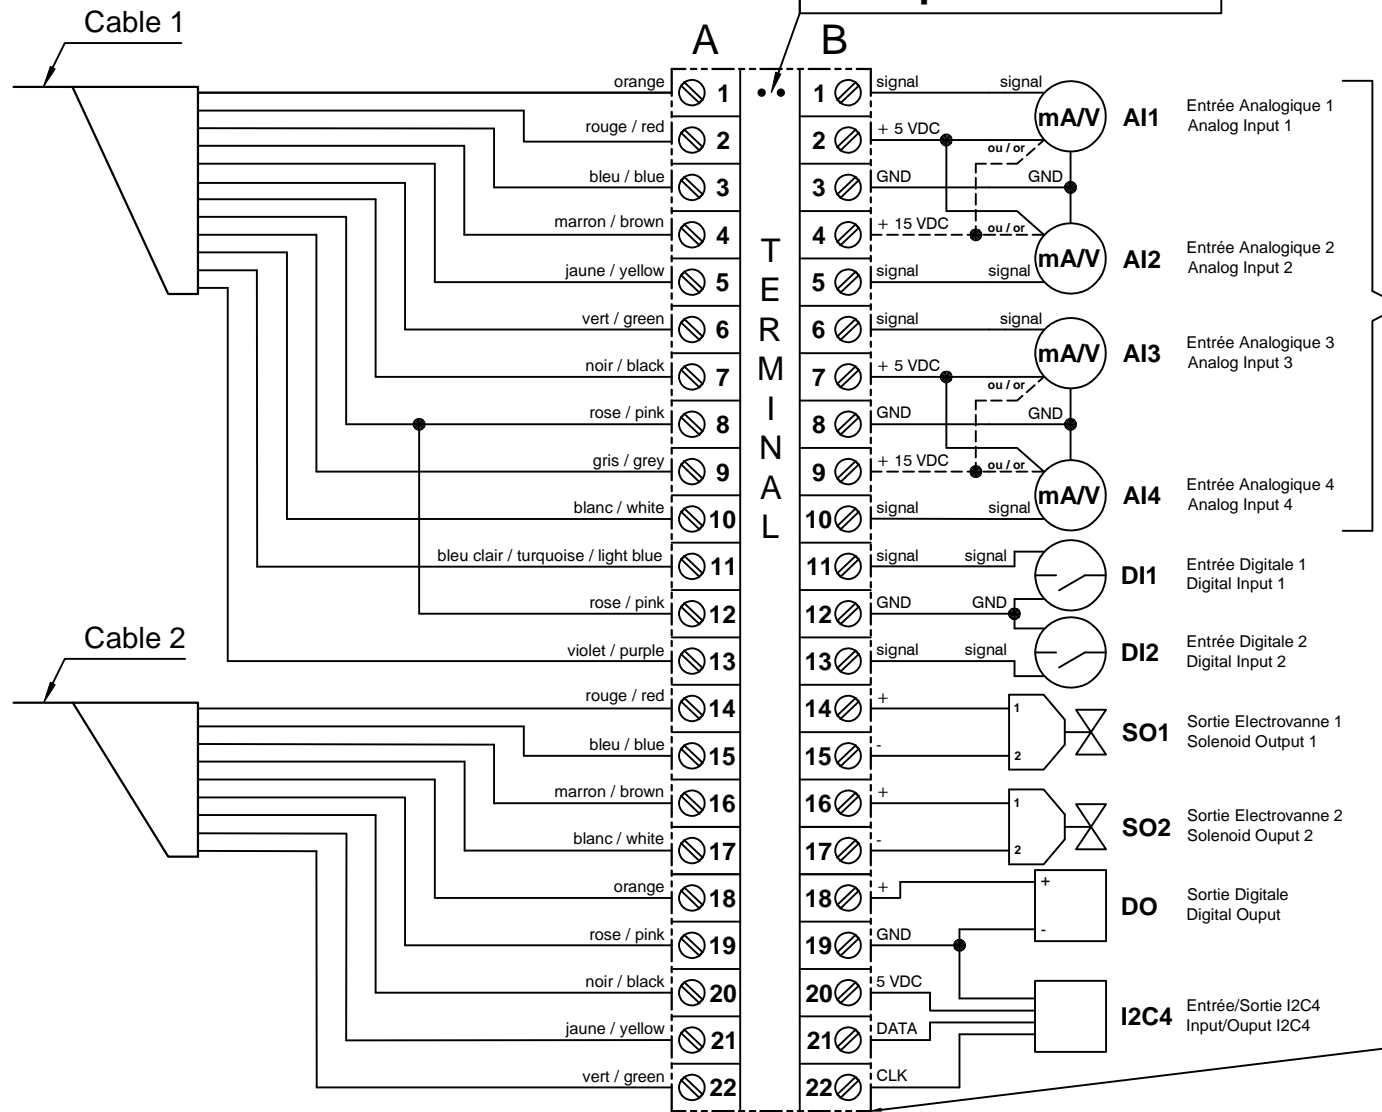 Cable 1
A B
orange 1 1 signal signal mA/V AI1 Entrée Analogique 1
Analog Input 1
rouge / red 2 2 + 5 VDC
ou / or
bleu / blue 3 3 GND GND
marron / brown 4 4 + 15 VDC ou / or
mA/V AI2 Entrée Analogique 2
Analog Input 2
jaune / yellow 5 5 signal signal
TERMINAL
vert / green 6 6 signal signal
mA/V AI3 Entrée Analogique 3
Analog Input 3
noir / black 7 7 + 5 VDC
ou / or
rose / pink 8 8 GND GND
gris / grey 9 9 + 15 VDC ou / or
mA/V AI4 Entrée Analogique 4
Analog Input 4
blanc / white 10 10 signal signal
bleu clair / turquoise / light blue 11 11 signal signal
DI1 Entrée Digitale 1
Digital Input 1
rose / pink 12 12 GND GND
Cable 2
violet / purple 13 13 signal signal
DI2 Entrée Digitale 2
Digital Input 2
rouge / red 14 14 + 1
SO1 Sortie Electrovanne 1
Solenoid Output 1
bleu / blue 15 15 - 2
marron / brown 16 16 + 1
SO2 Sortie Electrovanne 2
Solenoid Ouput 2
blanc / white 17 17 - 2
orange 18 18 + +
DO Sortie Digitale
Digital Ouput
rose / pink 19 19 GND -
noir / black 20 20 5 VDC
I2C4 Entrée/Sortie I2C4
Input/Ouput I2C4
jaune / yellow 21 21 DATA
vert / green 22 22 CLK